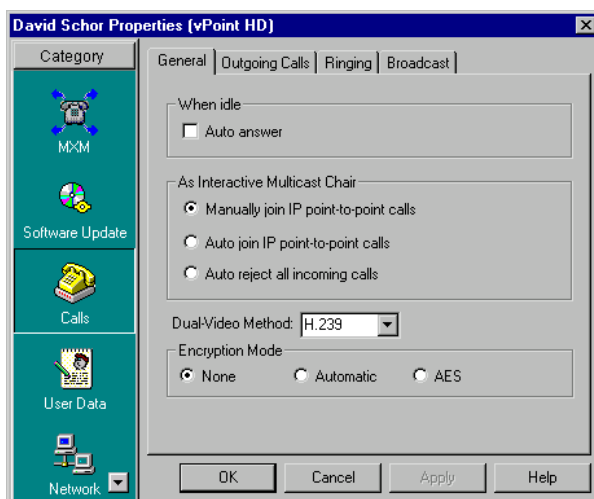 David Schor Properties (vPoint HD)
Category
MXM
Software Update
Calls
User Data
Network
General Outgoing Calls Ringing Broadcast
When idle
Auto answer
As Interactive Multicast Chair
Manually join IP point-to-point calls
Auto join IP point-to-point calls
Auto reject all incoming calls
Dual-Video Method: H.239
Encryption Mode
None Automatic AES
OK Cancel Apply Help